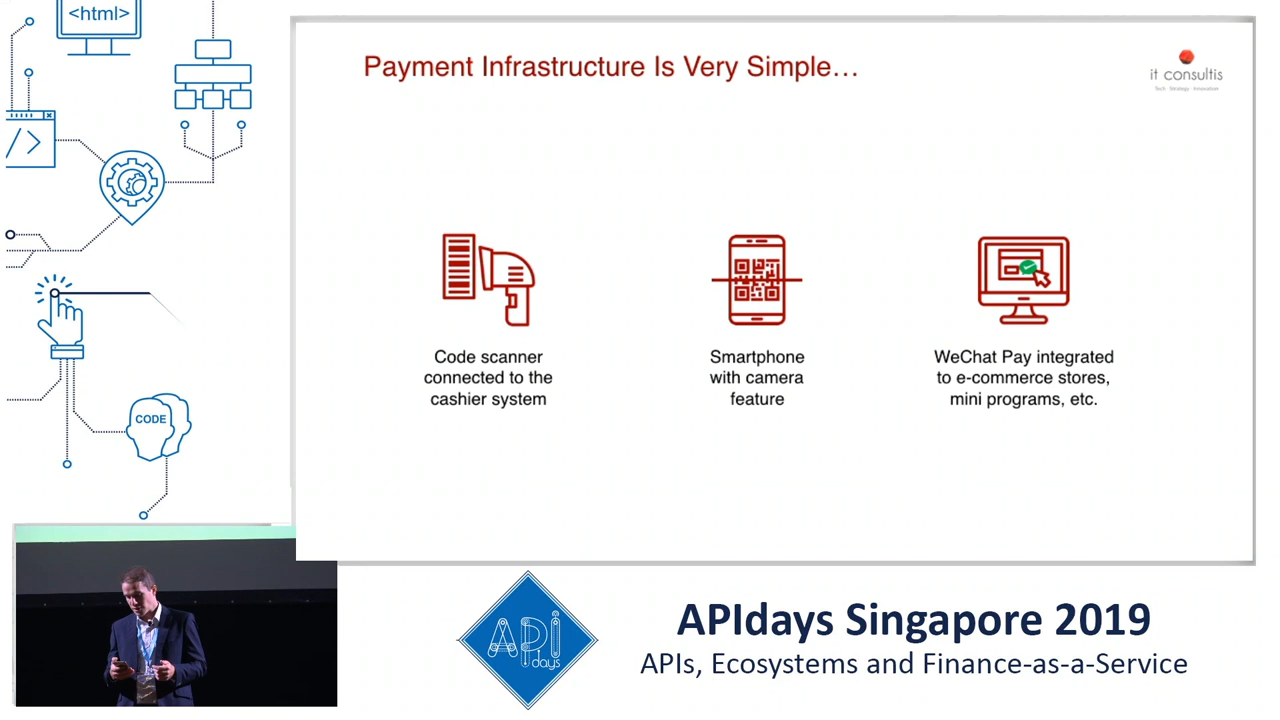 <html>
</>
CODE
Payment Infrastructure Is Very Simple…
it consultis
Tech · Strategy · Innovation
Code scanner
connected to the
cashier system
Smartphone
with camera
feature
WeChat Pay integrated
to e-commerce stores,
mini programs, etc.
API
days
APIdays Singapore 2019
APIs, Ecosystems and Finance-as-a-Service